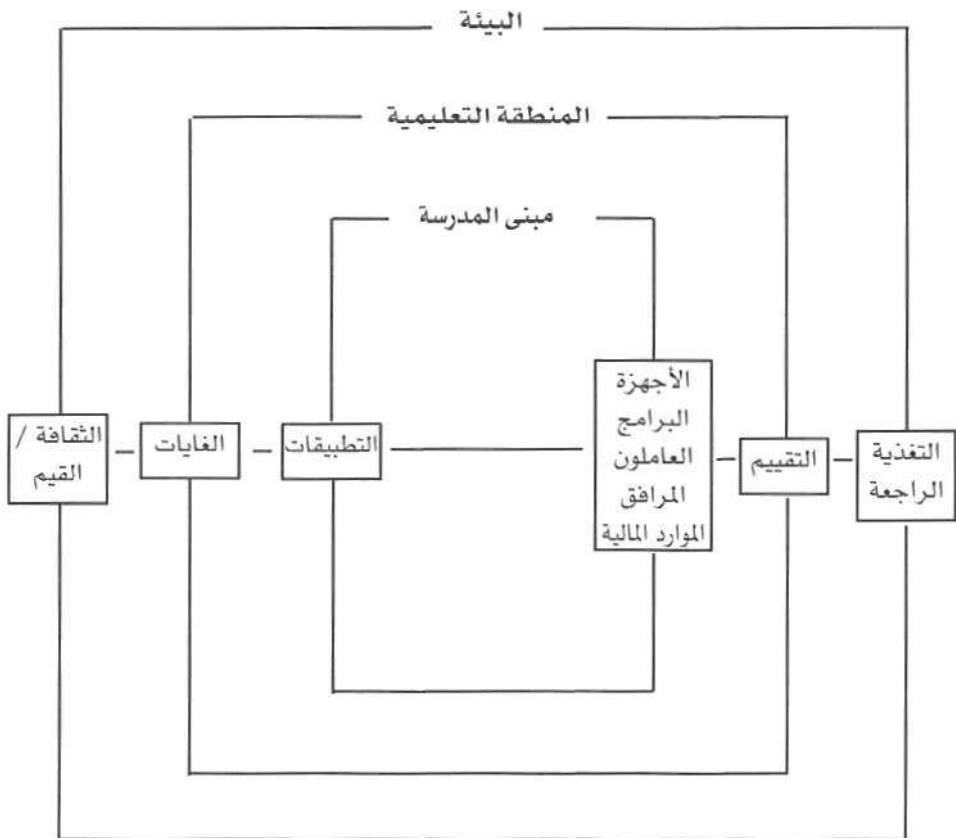 البيئة
المنطقة التعليمية
مبنى المدرسة
التغذية
الراجعة
التقييم
الأجهزة
البرامج
العاملون
المرافق
الموارد المالية
التطبيقات
الغايات
الثقافة /
القيم